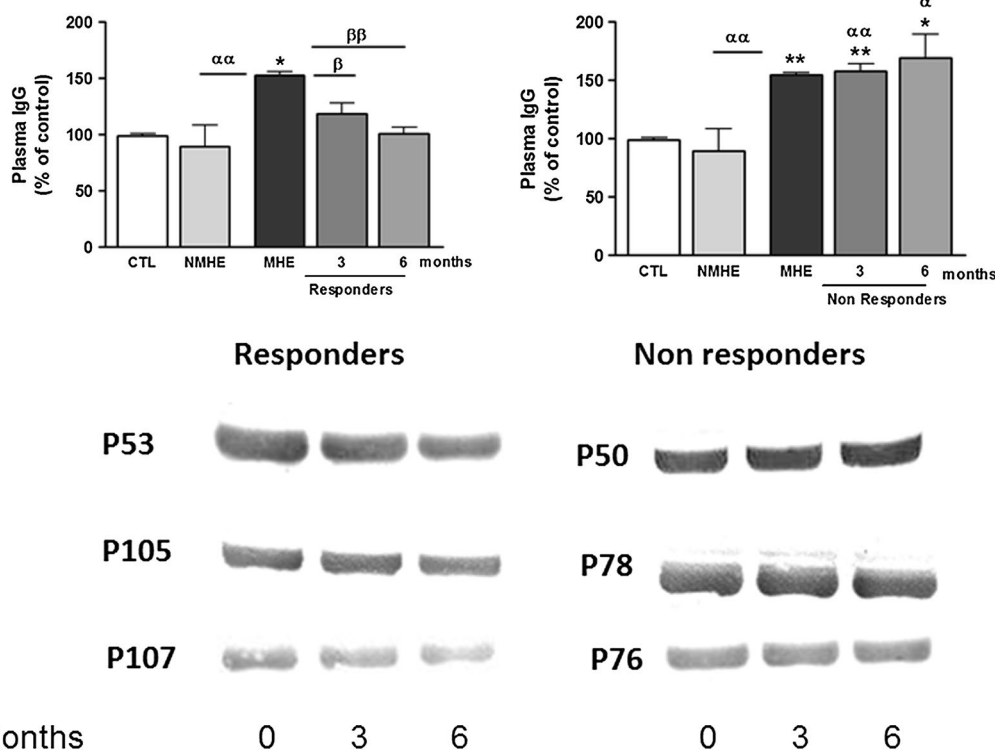 200
150
100
50
0
Plasma IgG
(% of control)
αα
*
ββ
β
CTL NMHE MHE 3 6 months
Responders
200
150
100
50
0
Plasma IgG
(% of control)
αα
**
αα
**
α
*
CTL NMHE MHE 3 6 months
Non Responders
Responders
P53
P105
P107
onths 0 3 6
Non responders
P50
P78
P76
0 3 6